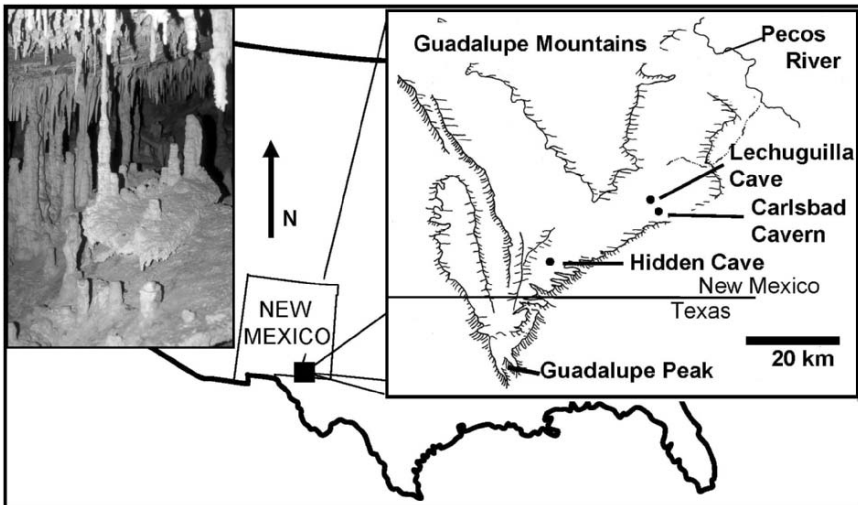 Guadalupe Mountains
Pecos
River
Lechuguilla
Cave
Carlsbad
Cavern
Hidden Cave
New Mexico
Texas
20 km
Guadalupe Peak
N
NEW
MEXICO